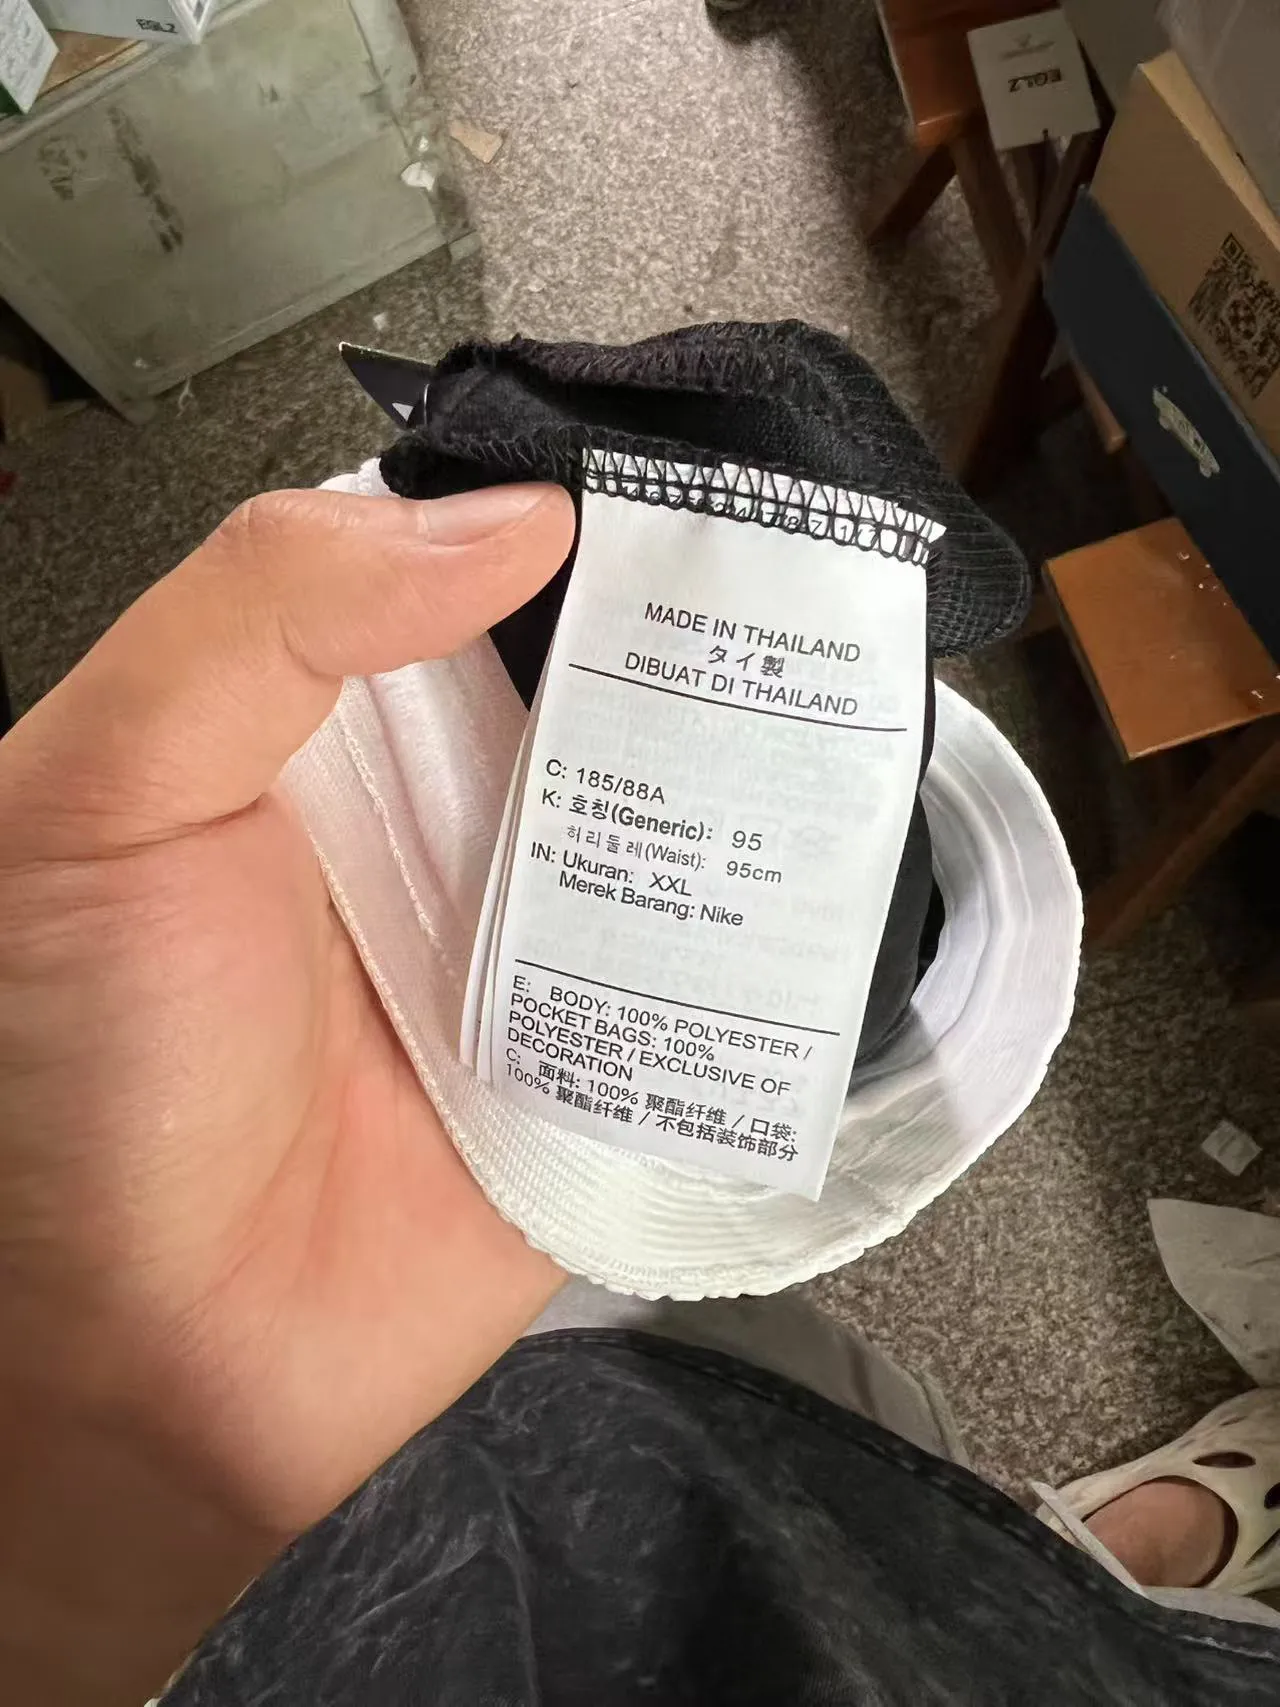 EQLZ
EQLZ
MADE IN THAILAND
タイ製
DIBUAT DI THAILAND
C: 185/88A
K: 호칭(Generic): 95
허리둘레(Waist): 95cm
IN: Ukuran: XXL
Merek Barang: Nike
E: BODY: 100% POLYESTER /
POCKET BAGS: 100%
POLYESTER / EXCLUSIVE OF
DECORATION
C: 面料: 100% 聚酯纤维 / 口袋:
100% 聚酯纤维 / 不包括装饰部分